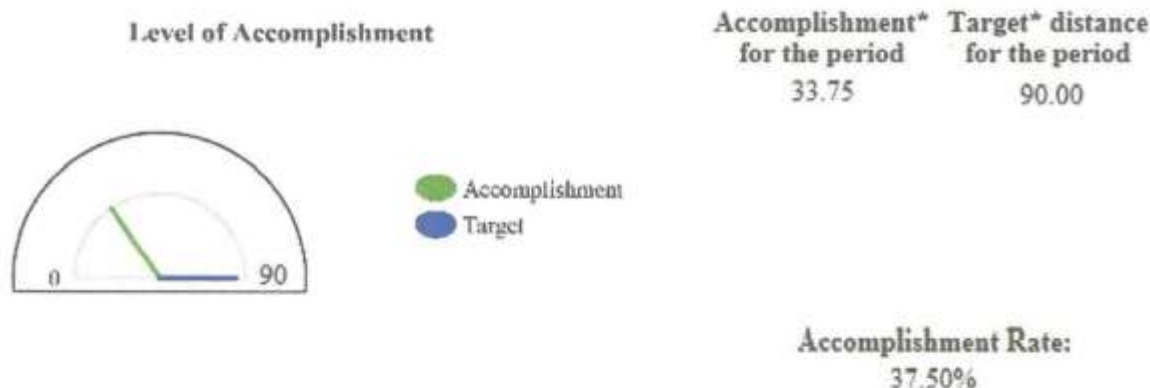 Level of Accomplishment
Accomplishment* Target* distance
for the period for the period
33.75 90.00
Accomplishment
Target
0 90
Accomplishment Rate:
37.50%